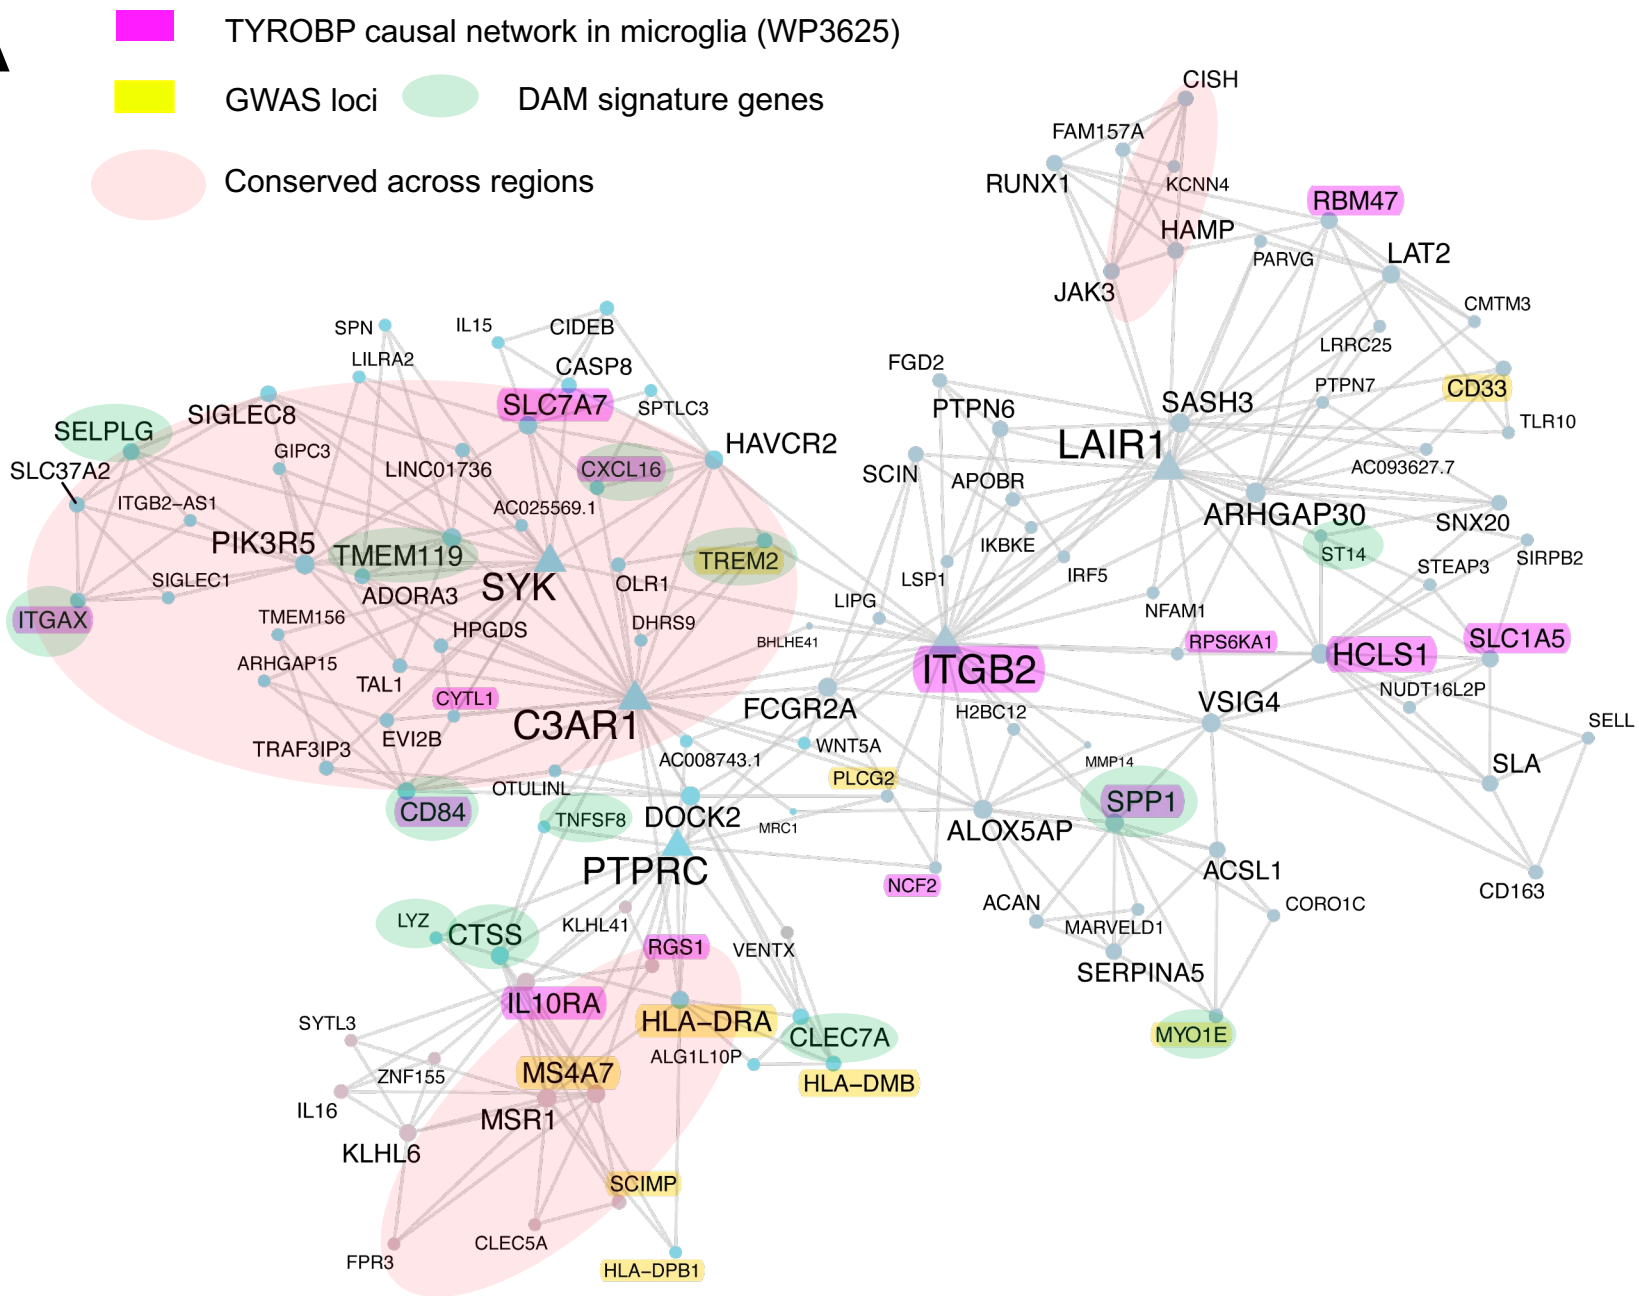 A
TYROBP causal network in microglia (WP3625)
GWAS loci
DAM signature genes
Conserved across regions
CISH
FAM157A
RUNX1
KCNN4
RBM47
HAMP
PARVG
LAT2
JAK3
CMTM3
LRRC25
SPN
IL15
CIDEB
LILRA2
CASP8
FGD2
PTPN7
CD33
SLC7A7
SPTLC3
PTPN6
SASH3
TLR10
SIGLEC8
SELPLG
HAVCR2
LAIR1
GIPC3
LINC01736
CXCL16
SLC37A2
SCIN
APOBR
AC093627.7
ITGB2−AS1
AC025569.1
ARHGAP30
SNX20
PIK3R5
TMEM119
TREM2
IKBKE
ST14
SIRPB2
SIGLEC1
ADORA3
SYK
OLR1
LSP1
IRF5
STEAP3
ITGAX
TMEM156
HPGDS
DHRS9
LIPG
NFAM1
BHLHE41
RPS6KA1
HCLS1
SLC1A5
ARHGAP15
TAL1
CYTL1
ITGB2
NUDT16L2P
C3AR1
FCGR2A
H2BC12
VSIG4
SELL
TRAF3IP3
EVI2B
AC008743.1
WNT5A
MMP14
SLA
OTULINL
PLCG2
CD84
TNFSF8
DOCK2
MRC1
ALOX5AP
SPP1
PTPRC
NCF2
ACSL1
CD163
LYZ
CTSS
KLHL41
RGS1
VENTX
ACAN
MARVELD1
CORO1C
SERPINA5
IL10RA
HLA−DRA
SYTL3
CLEC7A
MYO1E
ALG1L10P
ZNF155
MS4A7
HLA−DMB
IL16
MSR1
KLHL6
SCIMP
FPR3
CLEC5A
HLA−DPB1